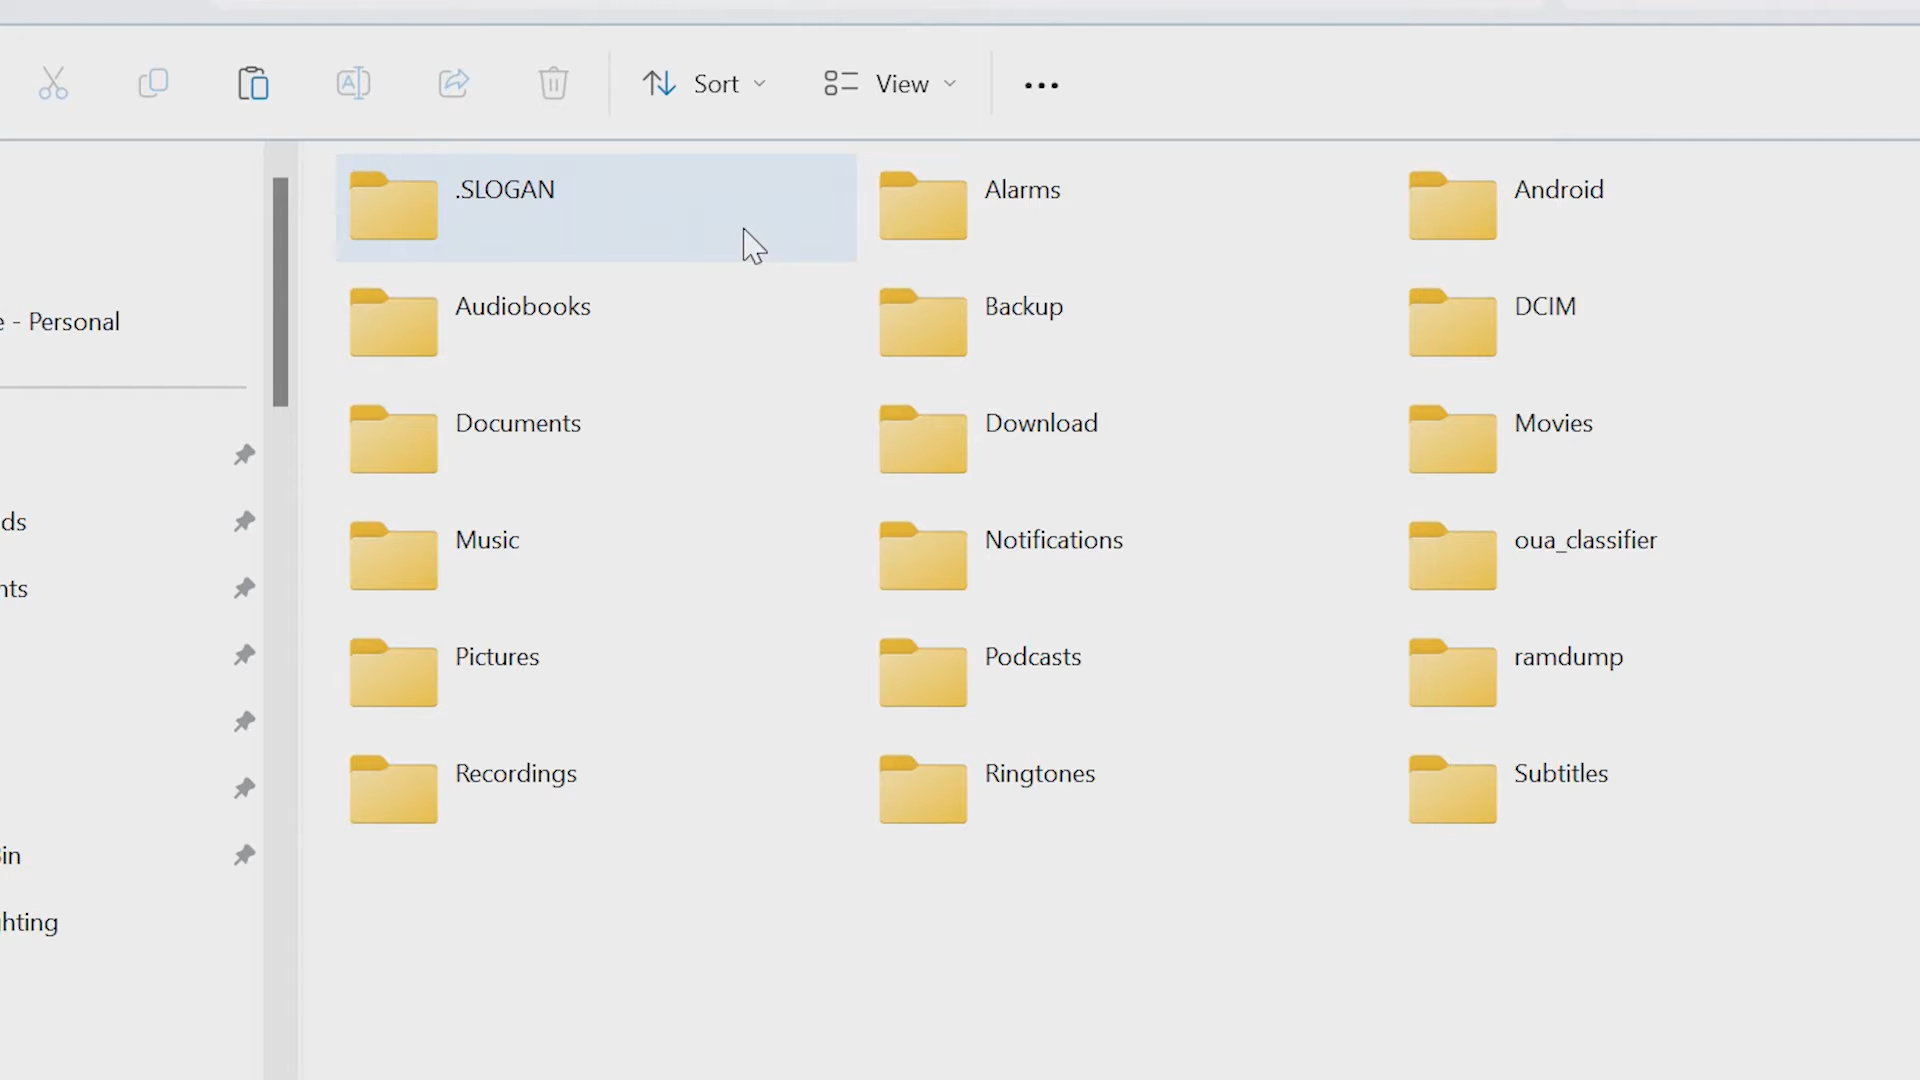 Sort
View
.SLOGAN
Alarms
Android
Audiobooks
Backup
DCIM
- Personal
Documents
Download
Movies
ds
Music
Notifications
oua_classifier
nts
Pictures
Podcasts
ramdump
Recordings
Ringtones
Subtitles
in
hting